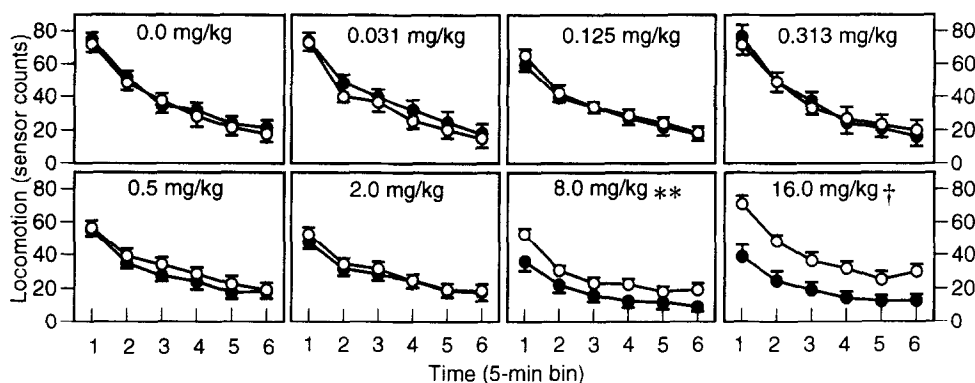 80
60
40
20
0
0.0 mg/kg
0.031 mg/kg
0.125 mg/kg
0.313 mg/kg
80
60
40
20
0
Locomotion (sensor counts)
80
60
40
20
0
0.5 mg/kg
2.0 mg/kg
8.0 mg/kg **
16.0 mg/kg †
80
60
40
20
0
1 2 3 4 5 6
1 2 3 4 5 6
1 2 3 4 5 6
1 2 3 4 5 6
Time (5-min bin)